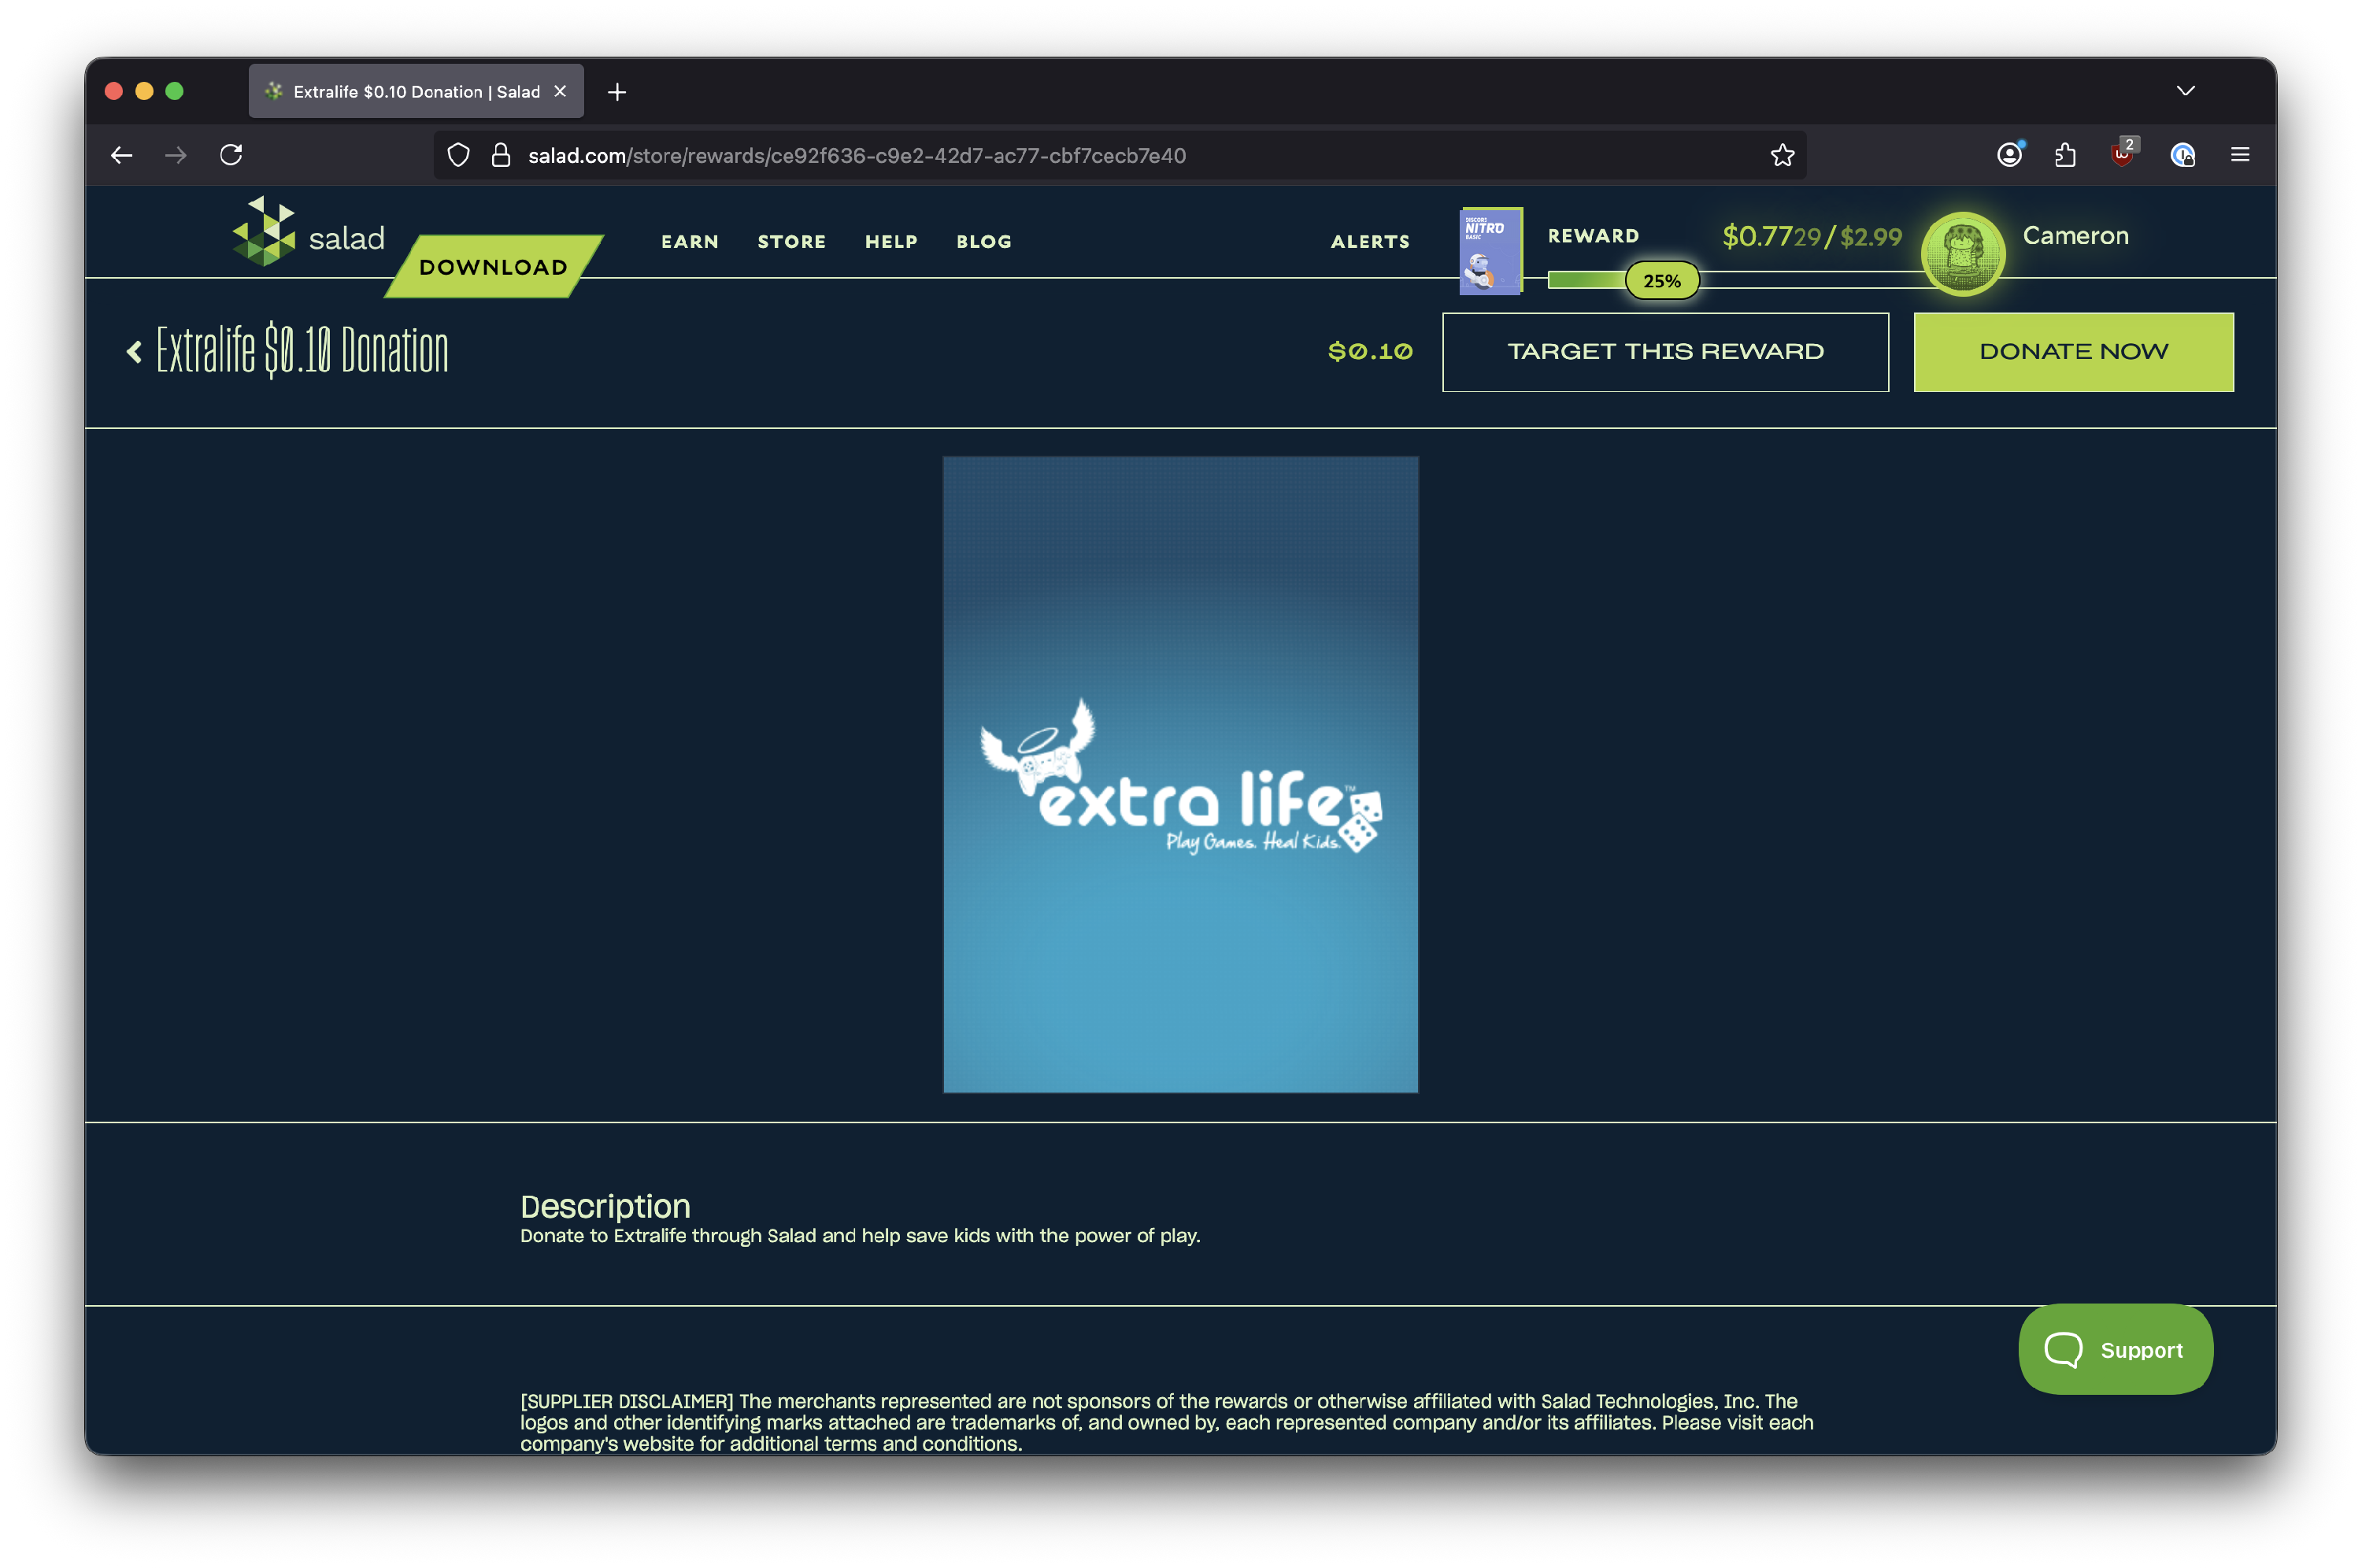 Extralife $0.10 Donation | Salad
salad.com/store/rewards/ce92f636-c9e2-42d7-ac77-cbf7cecb7e40
2
salad
DOWNLOAD
EARN
STORE
HELP
BLOG
ALERTS
DISCORD
NITRO
BASIC
REWARD
$0.7729/$2.99
25%
Cameron
Extralife $0.10 Donation
$0.10
TARGET THIS REWARD
DONATE NOW
extra life™
Play Games. Heal Kids.
Description
Donate to Extralife through Salad and help save kids with the power of play.
Support
[SUPPLIER DISCLAIMER] The merchants represented are not sponsors of the rewards or otherwise affiliated with Salad Technologies, Inc. The
logos and other identifying marks attached are trademarks of, and owned by, each represented company and/or its affiliates. Please visit each
company's website for additional terms and conditions.